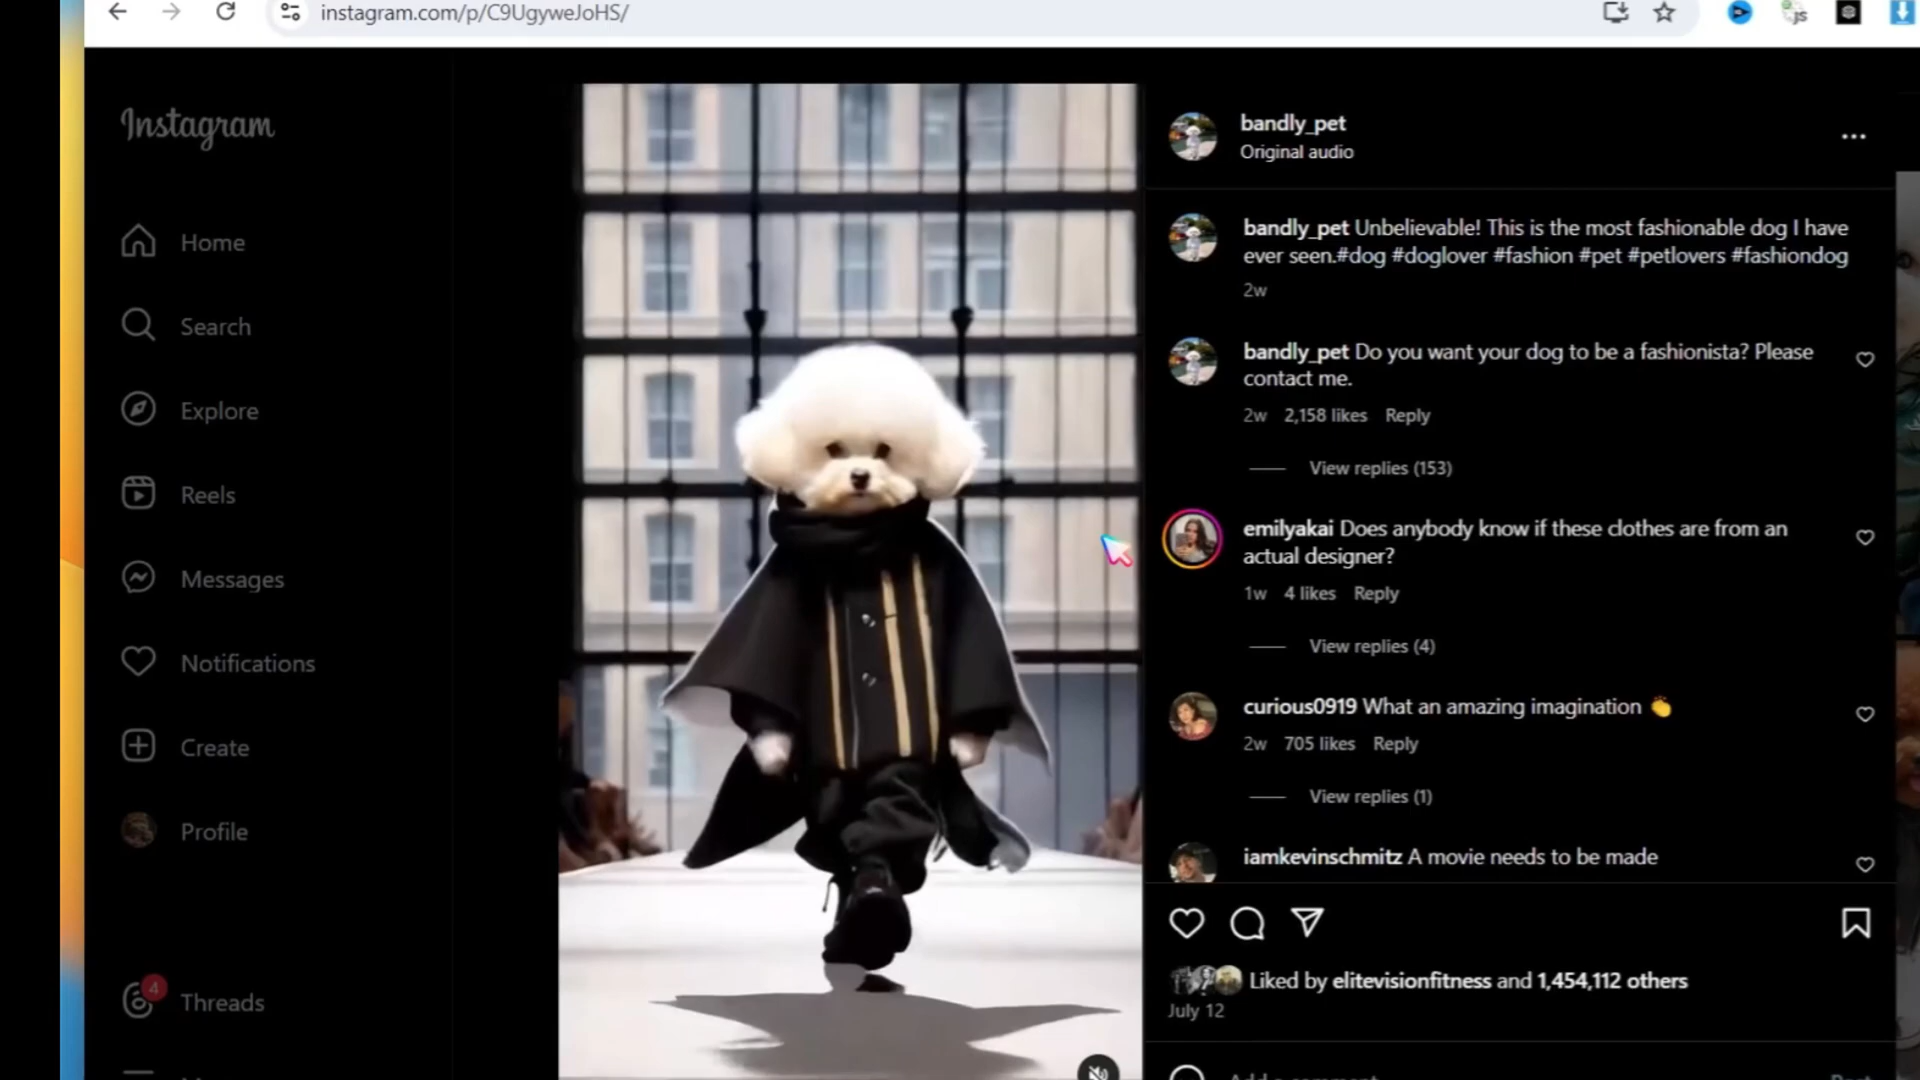 instagram.com/p/C9UgyweJoHS/
js
Instagram
Home
Search
Explore
Reels
Messages
Notifications
Create
Profile
4
Threads
bandly_pet
Original audio
bandly_pet Unbelievable! This is the most fashionable dog I have
ever seen.#dog #doglover #fashion #pet #petlovers #fashiondog
2w
bandly_pet Do you want your dog to be a fashionista? Please
contact me.
2w 2,158 likes Reply
View replies (153)
emilyakai Does anybody know if these clothes are from an
actual designer?
1w 4 likes Reply
View replies (4)
curious0919 What an amazing imagination 👏
2w 705 likes Reply
View replies (1)
iamkevinschmitz A movie needs to be made
Liked by elitevisionfitness and 1,454,112 others
July 12
Add a comment...